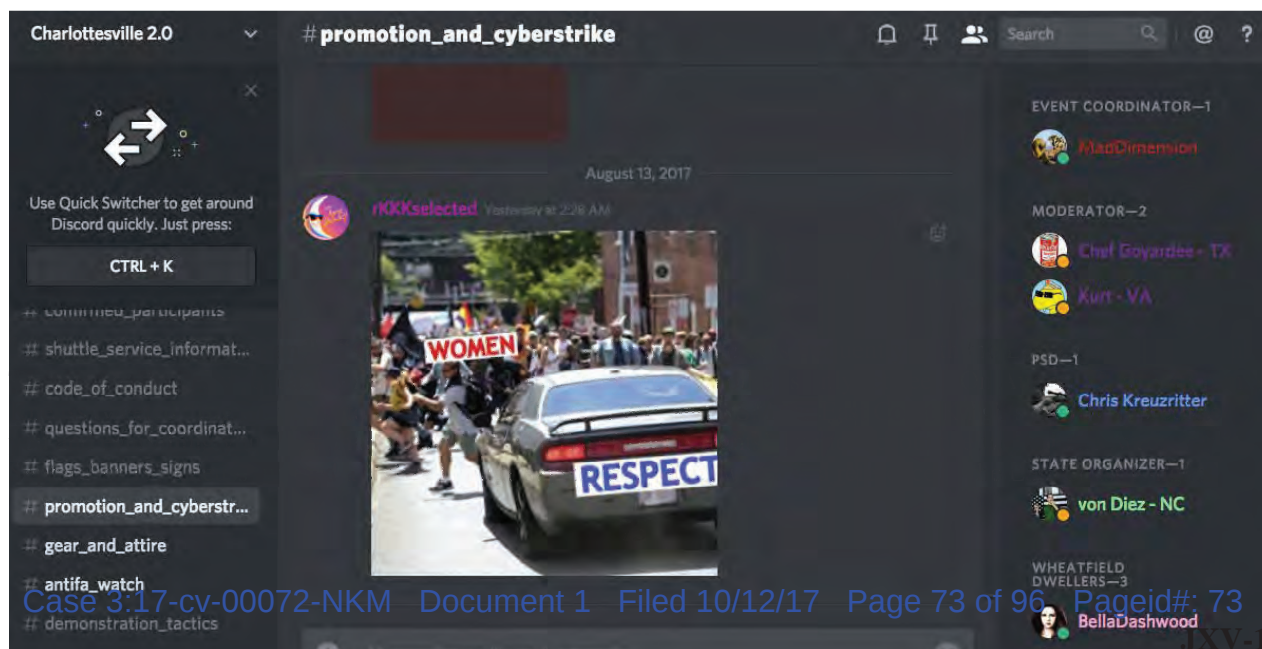 Charlottesville 2.0
Use Quick Switcher to get around
Discord quickly. Just press:
CTRL + K
# confirmed_participants
# shuttle_service_informat...
# code_of_conduct
# questions_for_coordinat...
# flags_banners_signs
# promotion_and_cyberstr...
# gear_and_attire
# antifa_watch
# demonstration_tactics
#promotion_and_cyberstrike
August 13, 2017
rKKKselected Yesterday at 2:28 AM
WOMEN
RESPECT
Search
@ ?
EVENT COORDINATOR—1
MadDimension
MODERATOR—2
Chef Goyardee - TX
Kurt - VA
PSD—1
Chris Kreuzritter
STATE ORGANIZER—1
von Diez - NC
WHEATFIELD
DWELLERS—3
BellaDashwood
Case 3:17-cv-00072-NKM Document 1 Filed 10/12/17 Page 73 of 96 Pageid#: 73